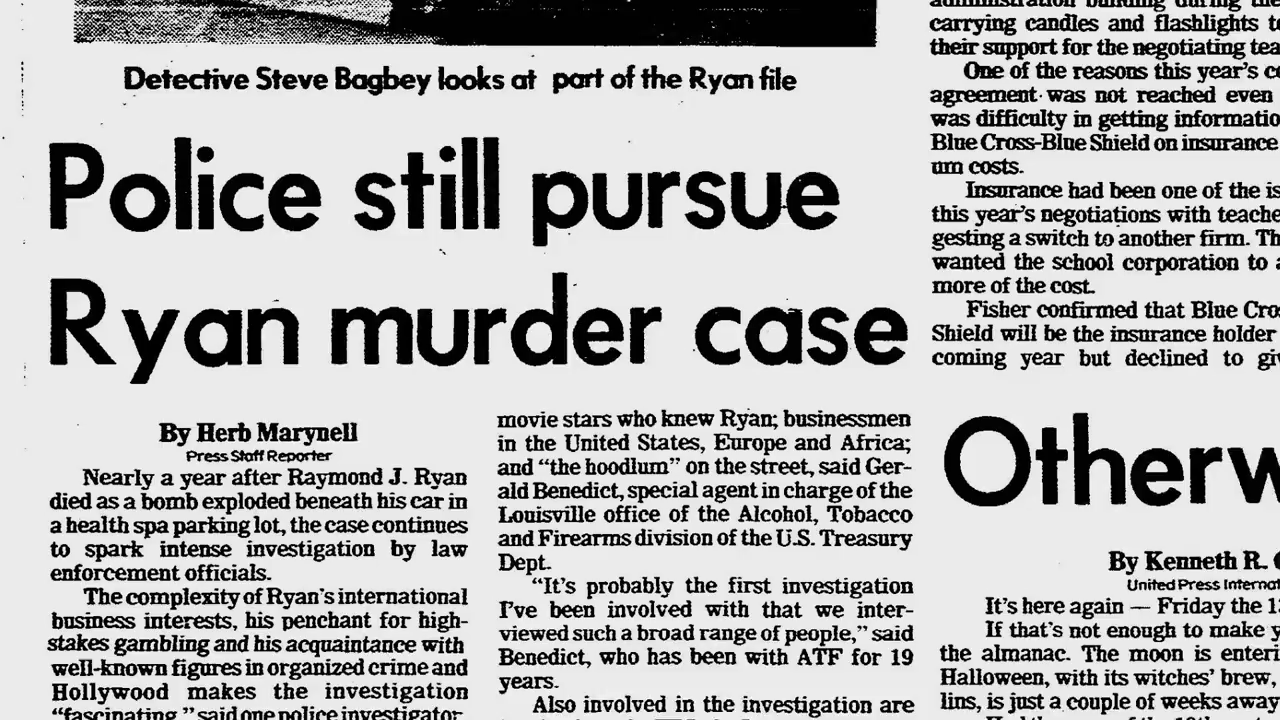 Detective Steve Bagbey looks at part of the Ryan file
Police still pursue
Ryan murder case
By Herb Marynell
Press Staff Reporter
Nearly a year after Raymond J. Ryan
died as a bomb exploded beneath his car in
a health spa parking lot, the case continues
to spark intense investigation by law
enforcement officials.
The complexity of Ryan's international
business interests, his penchant for high-
stakes gambling and his acquaintance with
well-known figures in organized crime and
Hollywood makes the investigation
"fascinating," said one police investigator.
movie stars who knew Ryan; businessmen
in the United States, Europe and Africa;
and "the hoodlum" on the street, said Ger-
ald Benedict, special agent in charge of the
Louisville office of the Alcohol, Tobacco
and Firearms division of the U.S. Treasury
Dept.
"It's probably the first investigation
I've been involved with that we inter-
viewed such a broad range of people," said
Benedict, who has been with ATF for 19
years.
Also involved in the investigation are
administration building during the
carrying candles and flashlights to
their support for the negotiating
One of the reasons this year's
agreement was not reached even
was difficulty in getting
Blue Cross-Blue Shield on insurance
um costs.
Insurance had been one of the
this year's negotiations with
gesting a switch to another firm.
wanted the school corporation to
more of the cost.
Fisher confirmed that Blue
Shield will be the insurance holder
coming year but declined to
Otherw
By Kenneth R.
United Press
It's here again — Friday the
If that's not enough to make
the almanac. The moon is
Halloween, with its witches' brew,
lins, is just a couple of weeks away